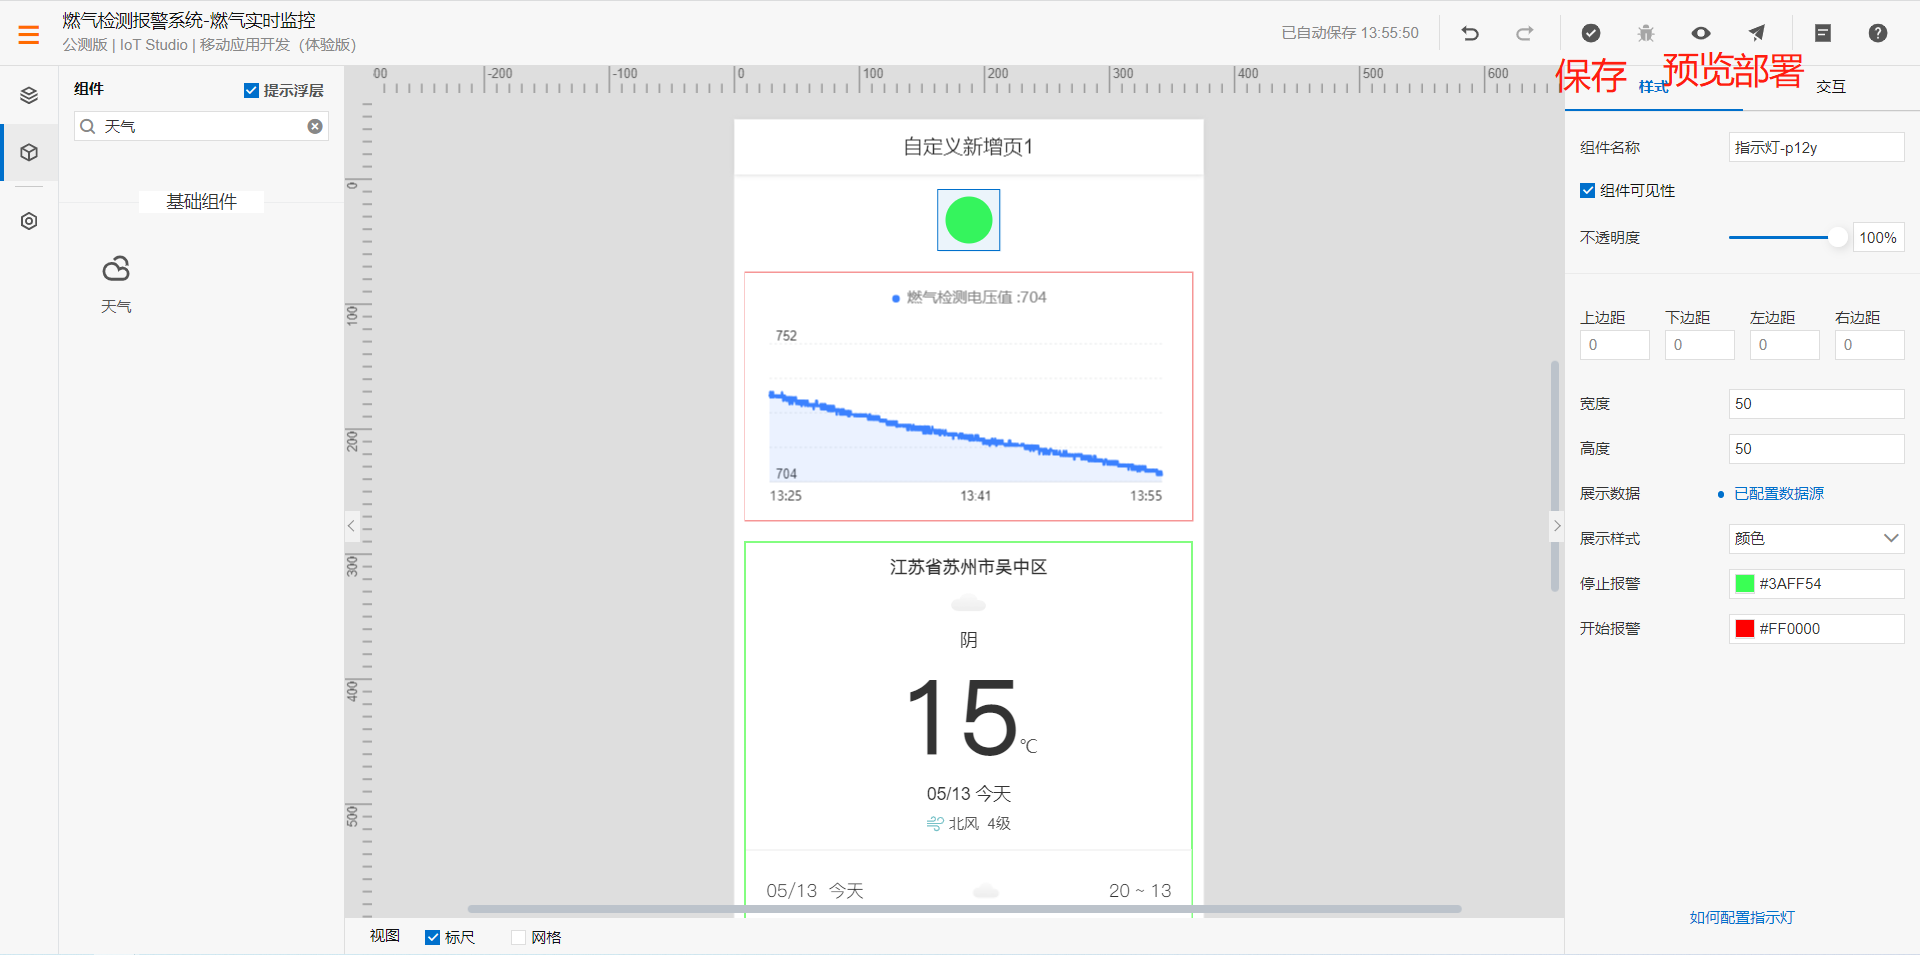 燃气检测报警系统-燃气实时监控
公测版 | IoT Studio | 移动应用开发（体验版）
已自动保存 13:55:50
保存
预览部署
组件
提示浮层
天气
基础组件
天气
00 -200 -100 0 100 200 300 400 500 600
0
100
200
300
400
500
自定义新增页1
燃气检测电压值 :704
752
704
13:25 13:41 13:55
江苏省苏州市吴中区
阴
15℃
05/13 今天
北风 4级
05/13 今天 20 ~ 13
视图 标尺 网格
样式 交互
组件名称 指示灯-p12y
组件可见性
不透明度 100%
上边距 下边距 左边距 右边距
0 0 0 0
宽度 50
高度 50
展示数据 已配置数据源
展示样式 颜色
停止报警 #3AFF54
开始报警 #FF0000
如何配置指示灯